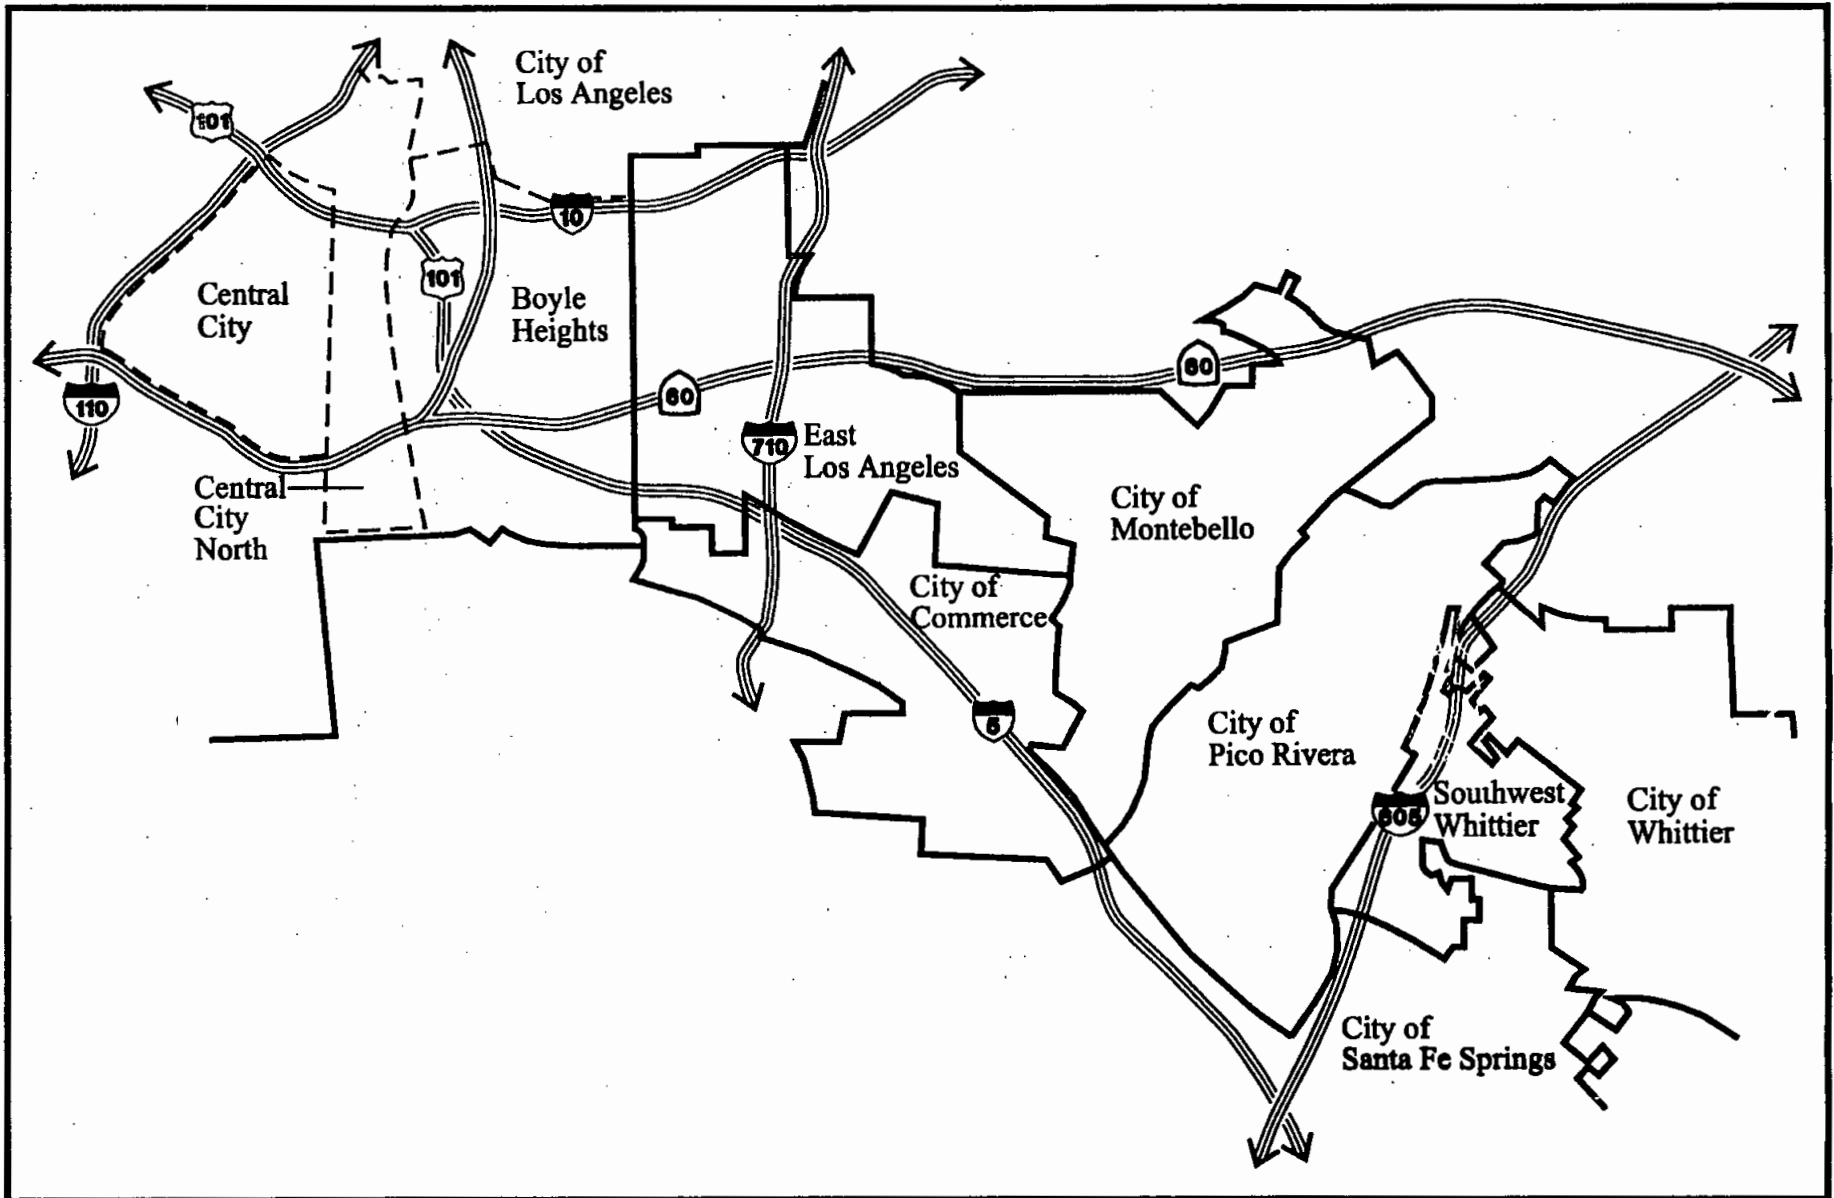 City of
Los Angeles
101
10
Central
City
101
Boyle
Heights
110
60
60
710
East
Los Angeles
Central
City
North
City of
Montebello
City of
Commerce
5
City of
Pico Rivera
605
Southwest
Whittier
City of
Whittier
City of
Santa Fe Springs